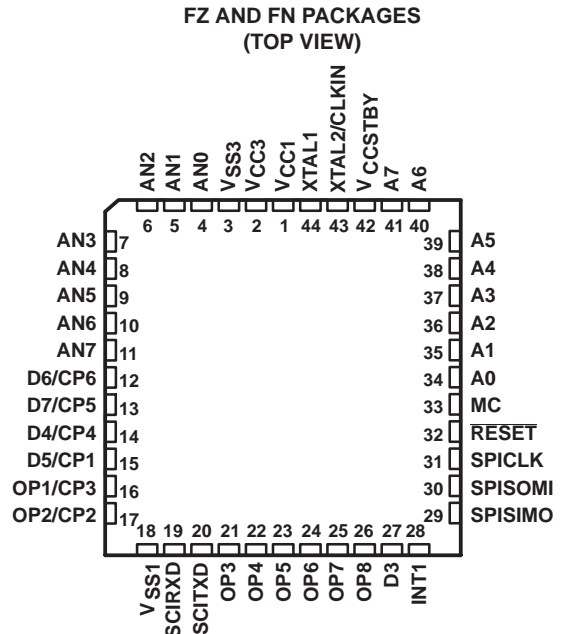 FZ AND FN PACKAGES
(TOP VIEW)
AN2
AN1
AN0
VSS3
VCC3
VCC1
XTAL1
XTAL2/CLKIN
VCCSTBY
A7
A6
6 5 4 3 2 1 44 43 42 41 40
AN3 7 39 A5
AN4 8 38 A4
AN5 9 37 A3
AN6 10 36 A2
AN7 11 35 A1
D6/CP6 12 34 A0
D7/CP5 13 33 MC
D4/CP4 14 32 RESET
D5/CP1 15 31 SPICLK
OP1/CP3 16 30 SPISOMI
OP2/CP2 17 29 SPISIMO
18 19 20 21 22 23 24 25 26 27 28
VSS1
SCIRXD
SCITXD
OP3
OP4
OP5
OP6
OP7
OP8
D3
INT1